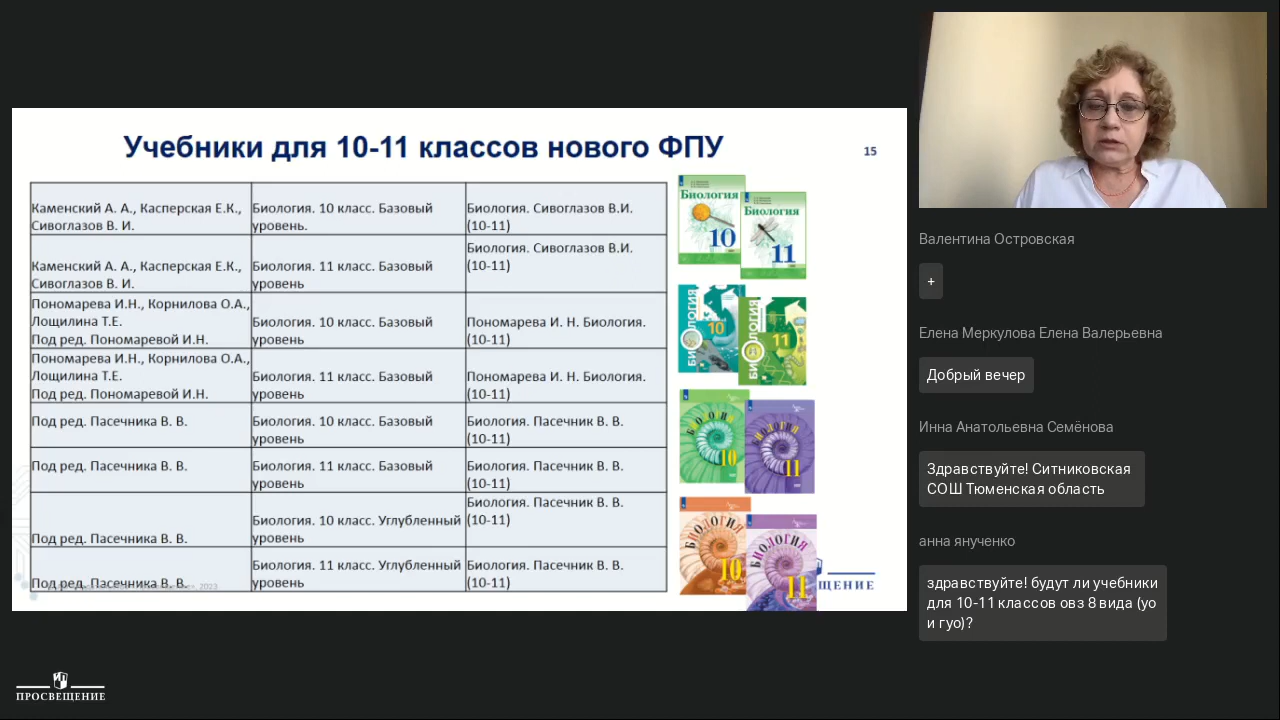 Учебники для 10-11 классов нового ФПУ
15
Каменский А. А., Касперская Е.К.,
Сивоглазов В. И.
Биология. 10 класс. Базовый
уровень.
Биология. Сивоглазов В.И.
(10-11)
Каменский А. А., Касперская Е.К.,
Сивоглазов В. И.
Биология. 11 класс. Базовый
уровень
Биология. Сивоглазов В.И.
(10-11)
Пономарева И.Н., Корнилова О.А.,
Лощилина Т.Е.
Под ред. Пономаревой И.Н.
Биология. 10 класс. Базовый
уровень
Пономарева И. Н. Биология.
(10-11)
Пономарева И.Н., Корнилова О.А.,
Лощилина Т.Е.
Под ред. Пономаревой И.Н.
Биология. 11 класс. Базовый
уровень
Пономарева И. Н. Биология.
(10-11)
Под ред. Пасечника В. В.
Биология. 10 класс. Базовый
уровень
Биология. Пасечник В. В.
(10-11)
Под ред. Пасечника В. В.
Биология. 11 класс. Базовый
уровень
Биология. Пасечник В. В.
(10-11)
Под ред. Пасечника В. В.
Биология. 10 класс. Углубленный
уровень
Биология. Пасечник В. В.
(10-11)
Под ред. Пасечника В. В.
Биология. 11 класс. Углубленный
уровень
Биология. Пасечник В. В.
(10-11)
2023
Биология
10
Биология
11
БИОЛОГИЯ
10
БИОЛОГИЯ
11
БИОЛОГИЯ
10
БИОЛОГИЯ
11
БИОЛОГИЯ
10
БИОЛОГИЯ
11
ЩЕНИЕ
ПРОСВЕЩЕНИЕ
Валентина Островская
+
Елена Меркулова Елена Валерьевна
Добрый вечер
Инна Анатольевна Семёнова
Здравствуйте! Ситниковская
СОШ Тюменская область
анна янученко
здравствуйте! будут ли учебники
для 10-11 классов овз 8 вида (уо
и гуо)?